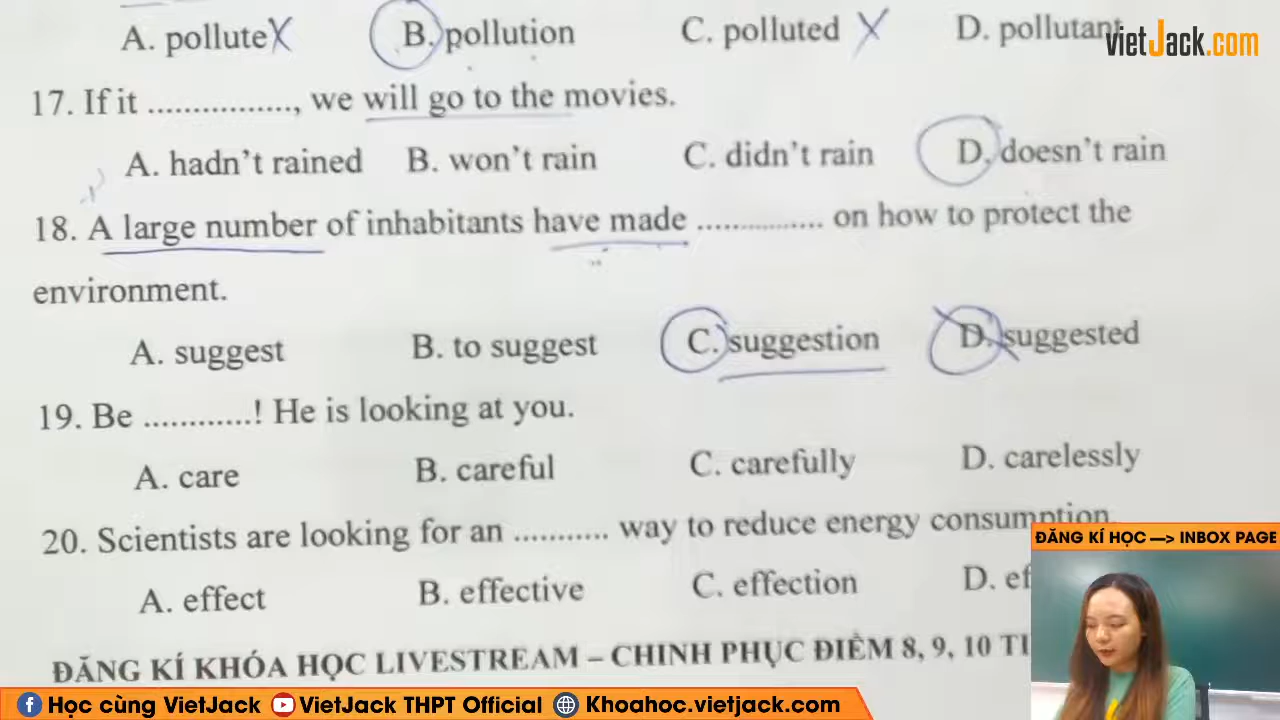 A. pollute B. pollution C. polluted D. pollutant
vietJack.com
17. If it ................, we will go to the movies.
A. hadn't rained B. won't rain C. didn't rain D. doesn't rain
18. A large number of inhabitants have made ............... on how to protect the
environment.
A. suggest B. to suggest C. suggestion D. suggested
19. Be ............! He is looking at you.
A. care B. careful C. carefully D. carelessly
20. Scientists are looking for an ........... way to reduce energy consumption.
A. effect B. effective C. effection D.
ĐĂNG KÍ HỌC —> INBOX PAGE
ĐĂNG KÍ KHÓA HỌC LIVESTREAM – CHINH PHỤC ĐIỂM 8, 9, 10
Học cùng VietJack VietJack THPT Official Khoahoc.vietjack.com